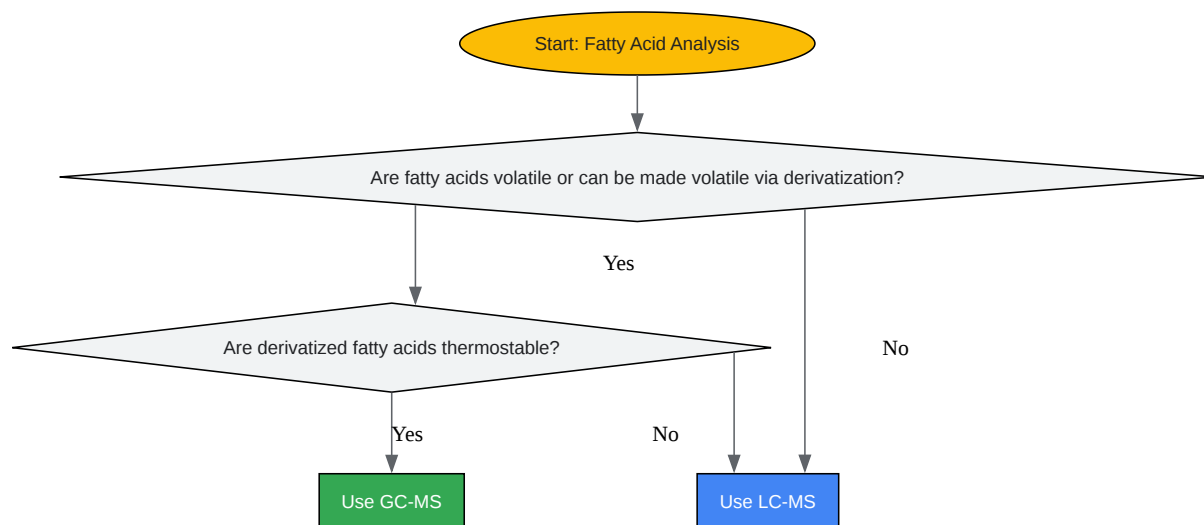 Start: Fatty Acid Analysis
Are fatty acids volatile or can be made volatile via derivatization?
Yes
Are derivatized fatty acids thermostable?
No
Yes
No
Use GC-MS
Use LC-MS